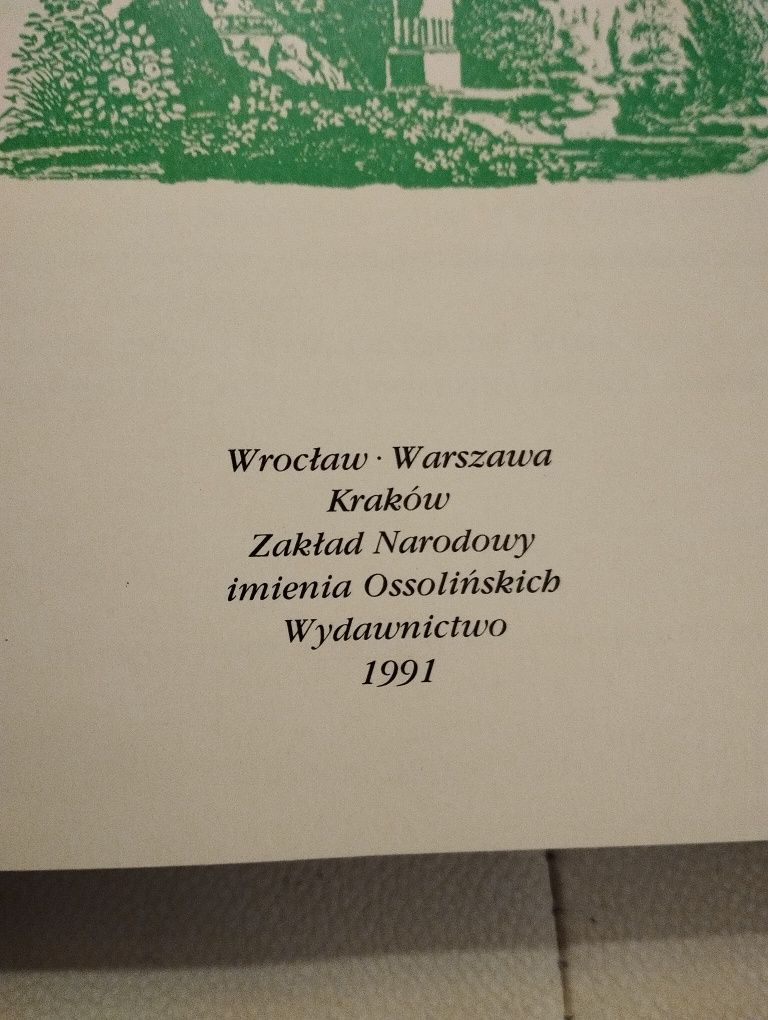 Wrocław · Warszawa
Kraków
Zakład Narodowy
imienia Ossolińskich
Wydawnictwo
1991